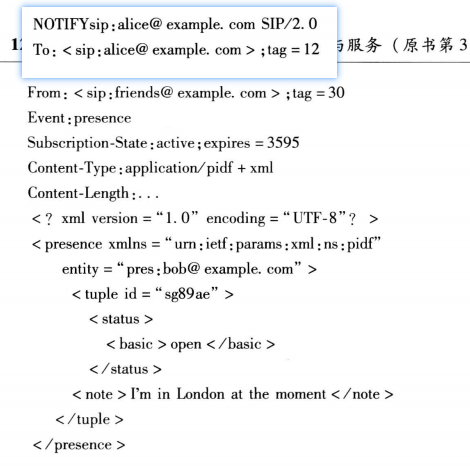 NOTIFYsip:alice@ example. com SIP/2. 0
To: < sip:alice@ example. com > ;tag = 12
与服务 (原书第 3
From: < sip:friends@ example. com > ;tag = 30
Event:presence
Subscription-State:active;expires = 3595
Content-Type:application/pidf + xml
Content-Length:. . .
< ? xml version = “1. 0” encoding = “UTF-8”? >
< presence xmlns = “urn:ietf:params:xml:ns:pidf”
entity = “pres:bob@ example. com” >
< tuple id = “sg89ae” >
< status >
< basic > open < /basic >
< /status >
< note > I'm in London at the moment < /note >
< /tuple >
< /presence >